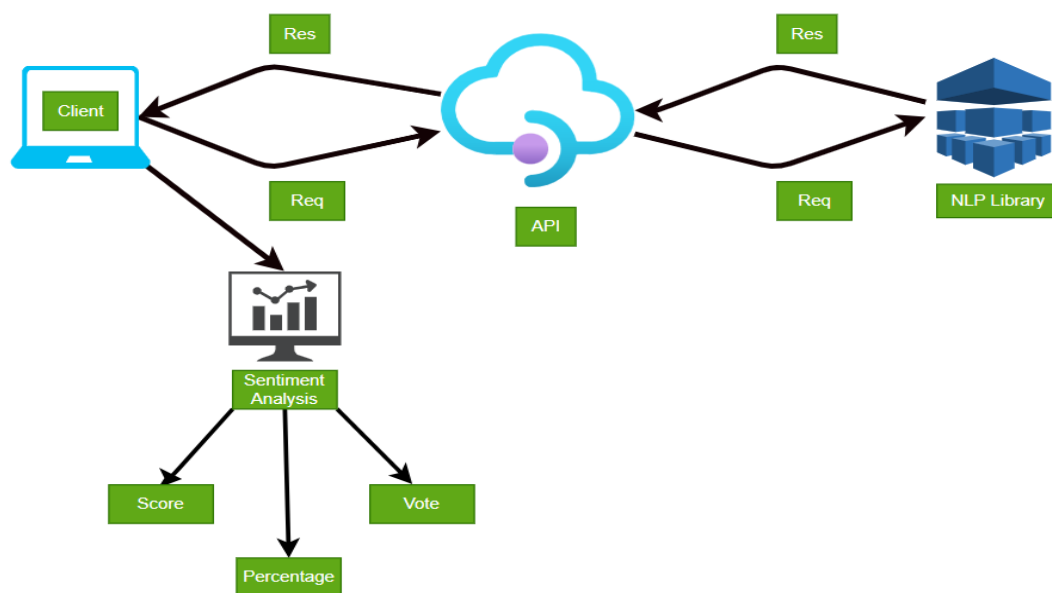 Res
Res
Client
Req
Req
NLP Library
API
Sentiment
Analysis
Score
Vote
Percentage